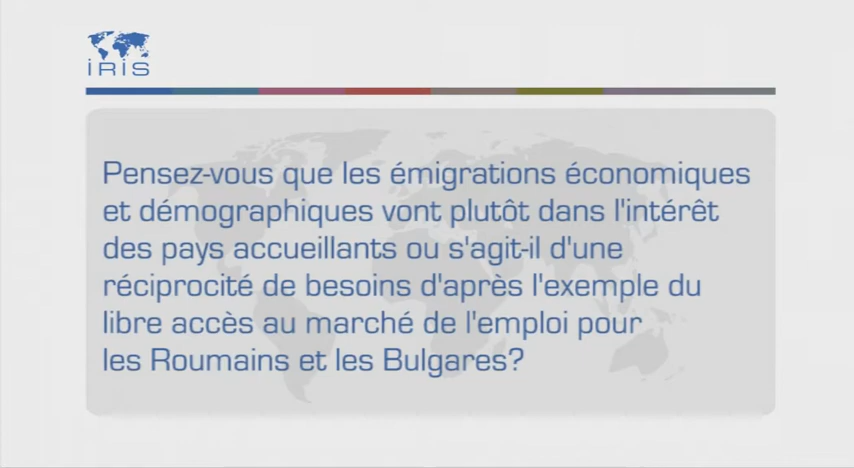 iRiS
Pensez-vous que les émigrations économiques
et démographiques vont plutôt dans l'intérêt
des pays accueillants ou s'agit-il d'une
réciprocité de besoins d'après l'exemple du
libre accès au marché de l'emploi pour
les Roumains et les Bulgares?